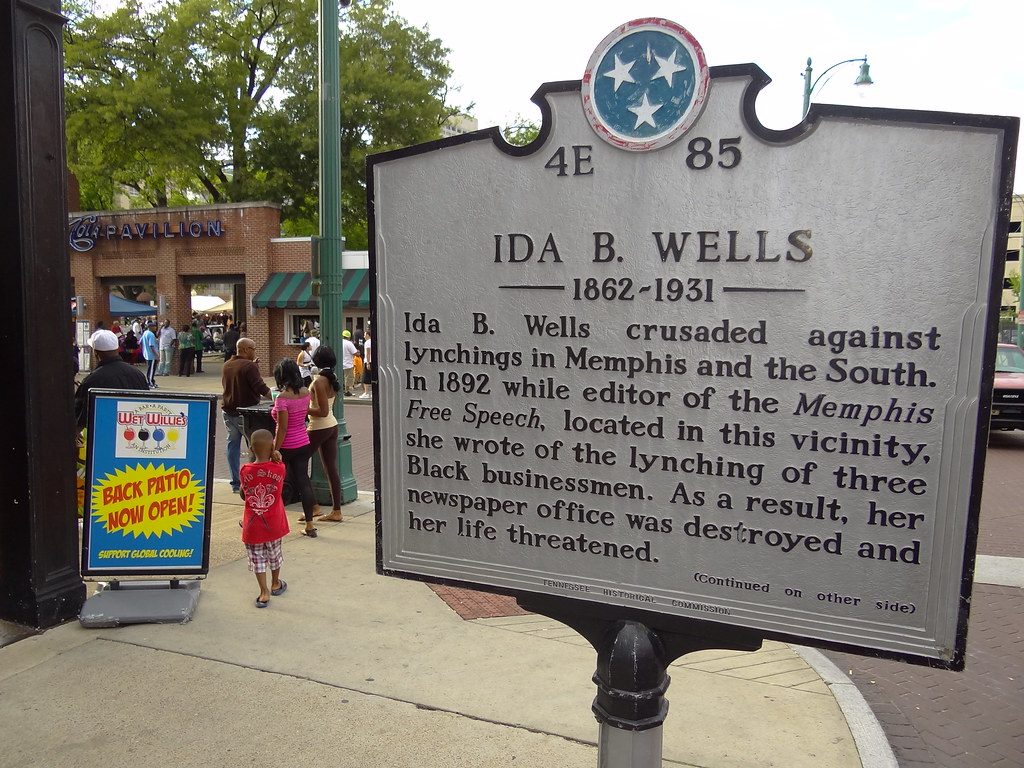 4E 85
IDA B. WELLS
1862-1931
Ida B. Wells crusaded against
lynchings in Memphis and the South.
In 1892 while editor of the Memphis
Free Speech, located in this vicinity,
she wrote of the lynching of three
Black businessmen. As a result, her
newspaper office was destroyed and
her life threatened.
(Continued on other side)
TENNESSEE HISTORICAL COMMISSION
PAVILION
WET WILLIE'S
BACK PATIO
NOW OPEN!
SUPPORT GLOBAL COOLING!